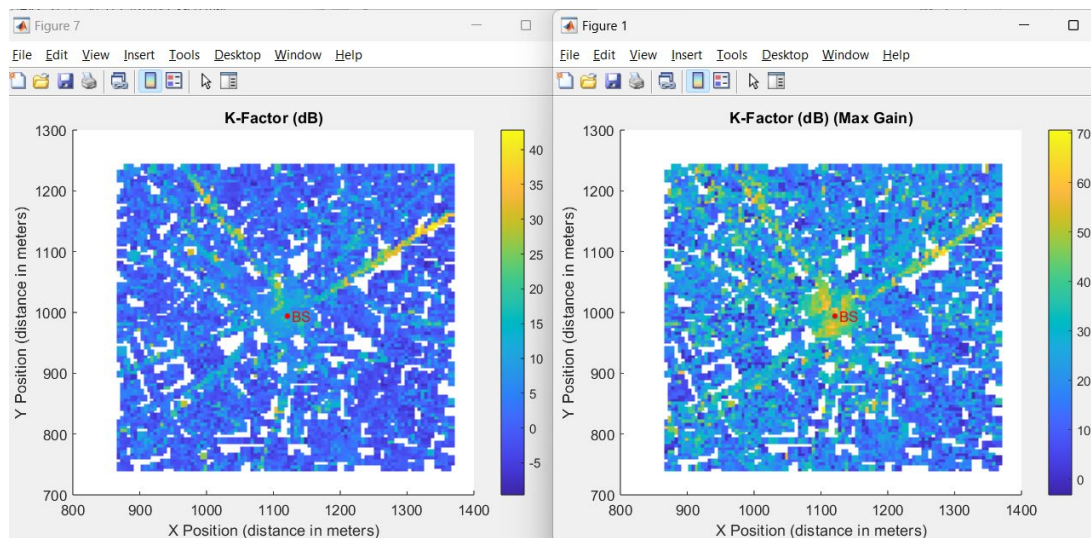 Figure 7
File Edit View Insert Tools Desktop Window Help
K-Factor (dB)
1300
1200
1100
1000
900
800
700
800 900 1000 1100 1200 1300 1400
Y Position (distance in meters)
X Position (distance in meters)
BS
40
35
30
25
20
15
10
5
0
-5
Figure 1
File Edit View Insert Tools Desktop Window Help
K-Factor (dB) (Max Gain)
1300
1200
1100
1000
900
800
700
800 900 1000 1100 1200 1300 1400
Y Position (distance in meters)
X Position (distance in meters)
BS
70
60
50
40
30
20
10
0